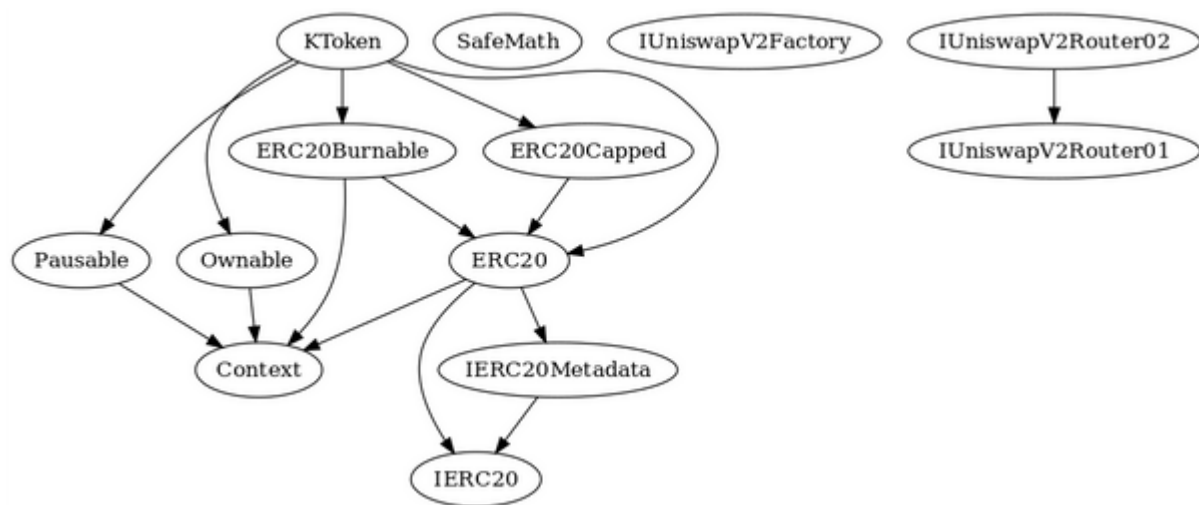 KToken
SafeMath
IUniswapV2Factory
IUniswapV2Router02
ERC20Burnable
ERC20Capped
IUniswapV2Router01
Pausable
Ownable
ERC20
Context
IERC20Metadata
IERC20